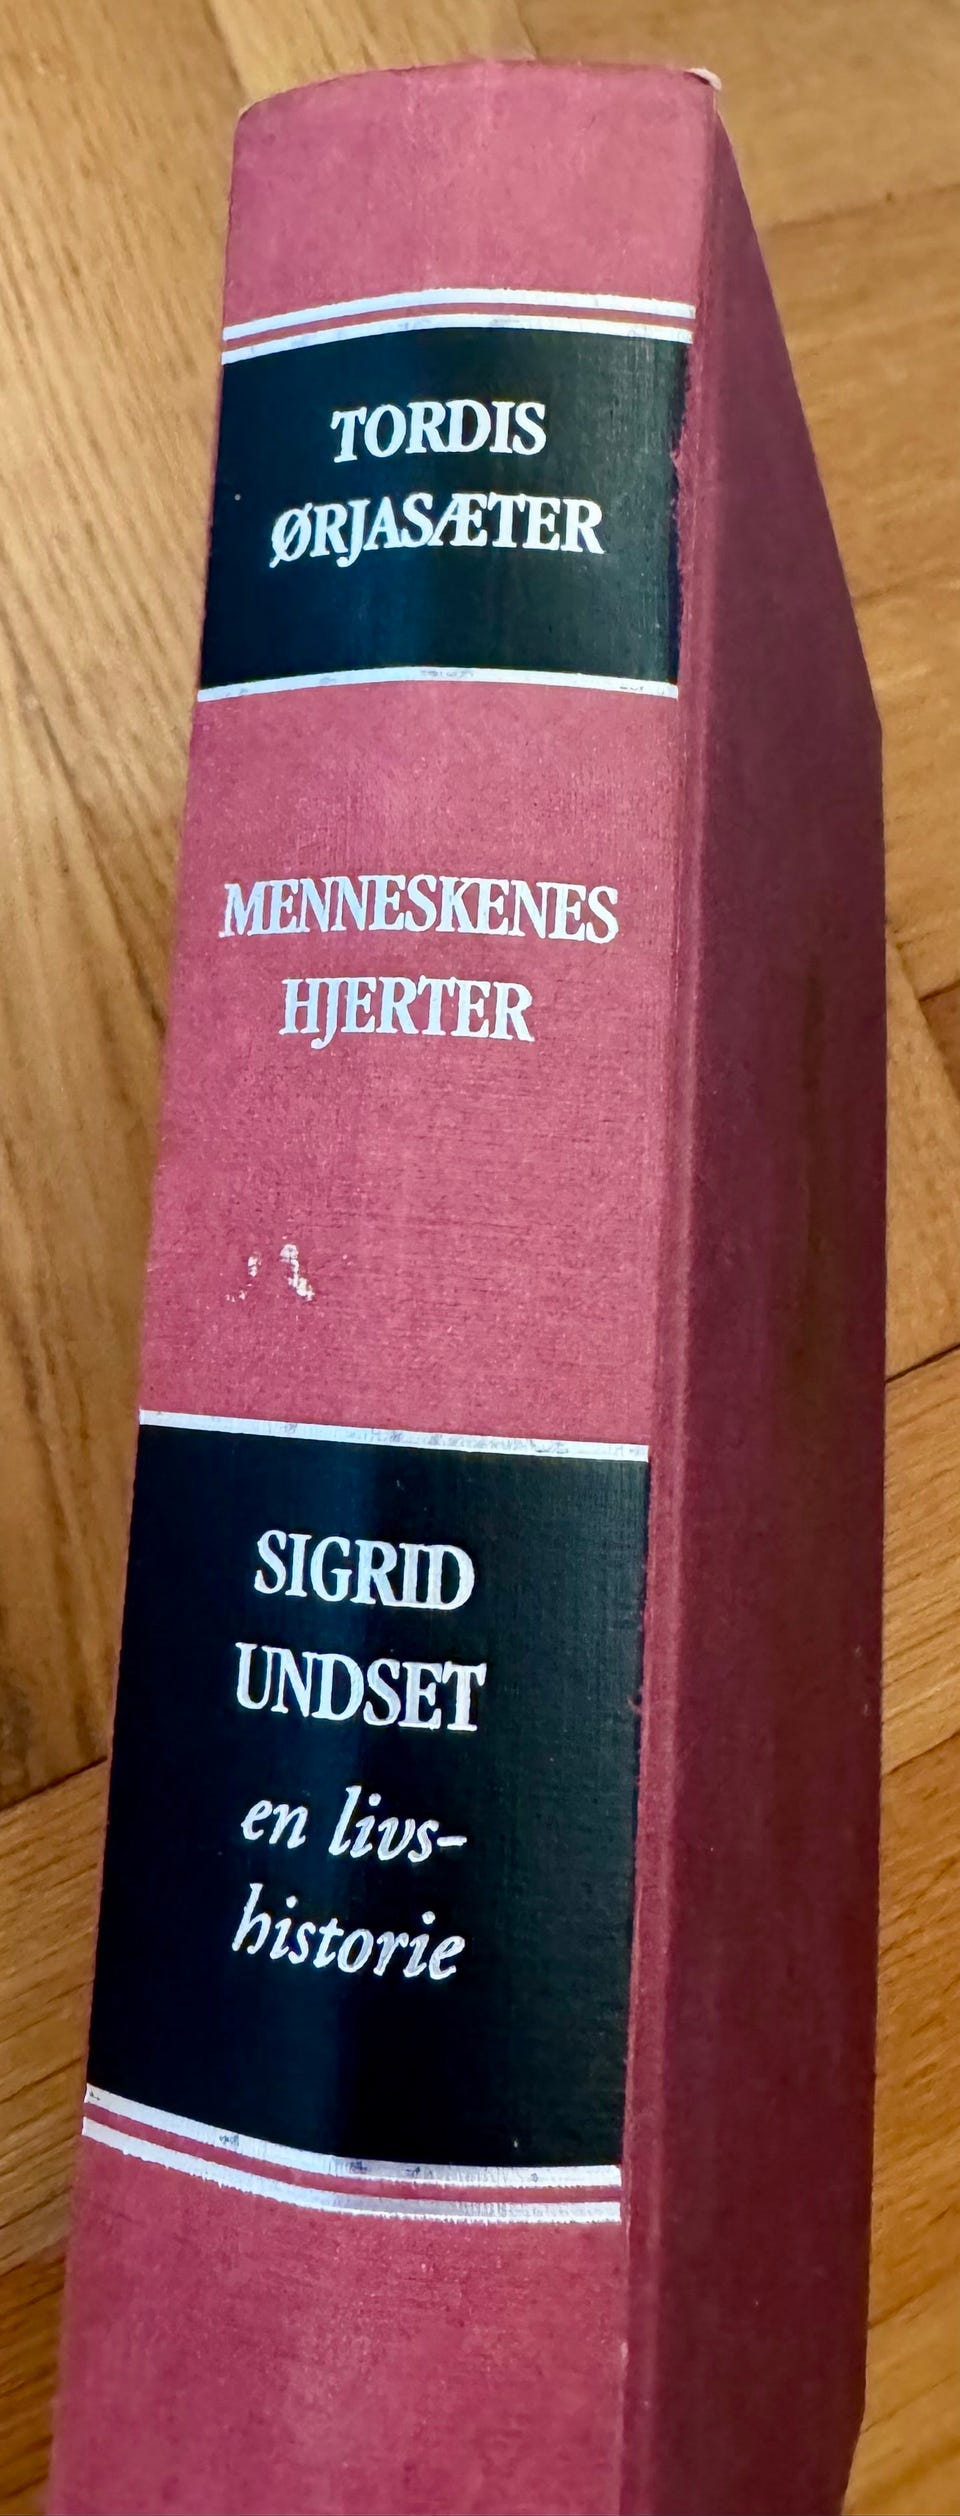 TORDIS
ØRJASÆTER
MENNESKENES
HJERTER
SIGRID
UNDSET
en livs-
historie